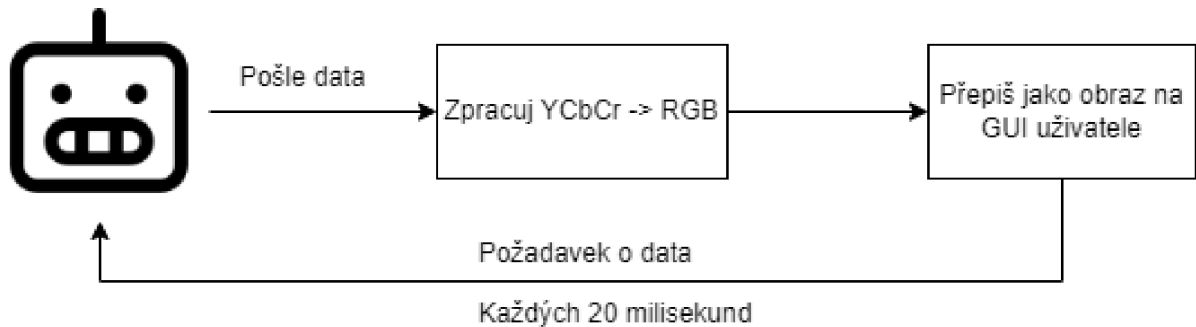 Pošle data
Zpracuj YCbCr -> RGB
Přepiš jako obraz na
GUI uživatele
Požadavek o data
Každých 20 milisekund